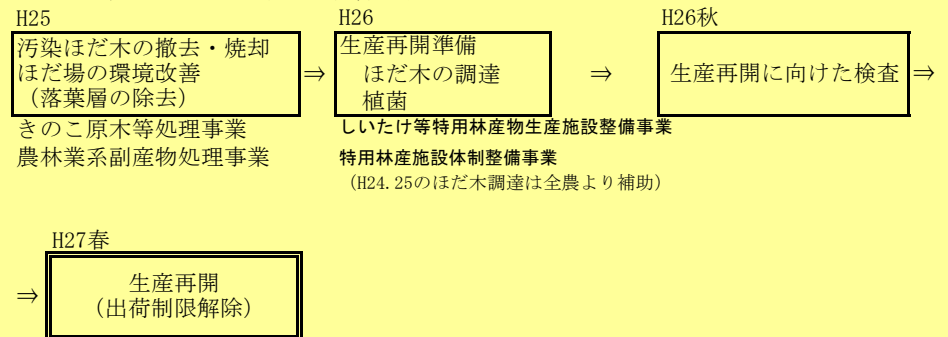 H25
汚染ほだ木の撤去・焼却
ほだ場の環境改善
（落葉層の除去）
きのこ原木等処理事業
農林業系副産物処理事業
⇒
H26
生産再開準備
ほだ木の調達
植菌
しいたけ等特用林産物生産施設整備事業
特用林産施設体制整備事業
（H24.25のほだ木調達は全農より補助）
⇒
H26秋
生産再開に向けた検査
⇒
H27春
⇒
生産再開
（出荷制限解除）